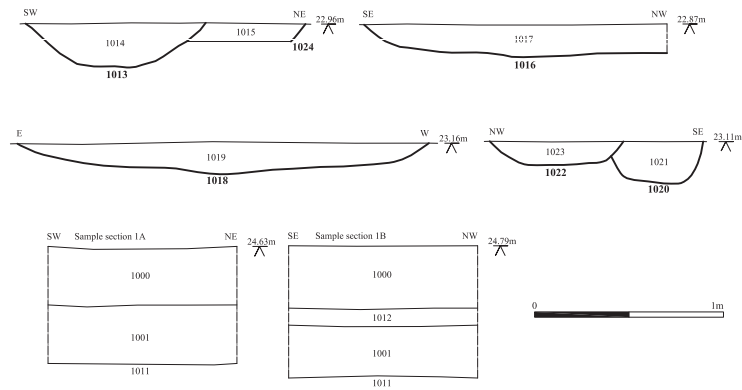 SW NE 22.96m
1014 1015
1024
1013
SE NW 22.87m
1017
1016
E W 23.16m
1019
1018
NW SE 23.11m
1023 1021
1022
1020
SW Sample section 1A NE 24.63m
1000
1001
1011
SE Sample section 1B NW 24.79m
1000
1012
1001
1011
0 1m